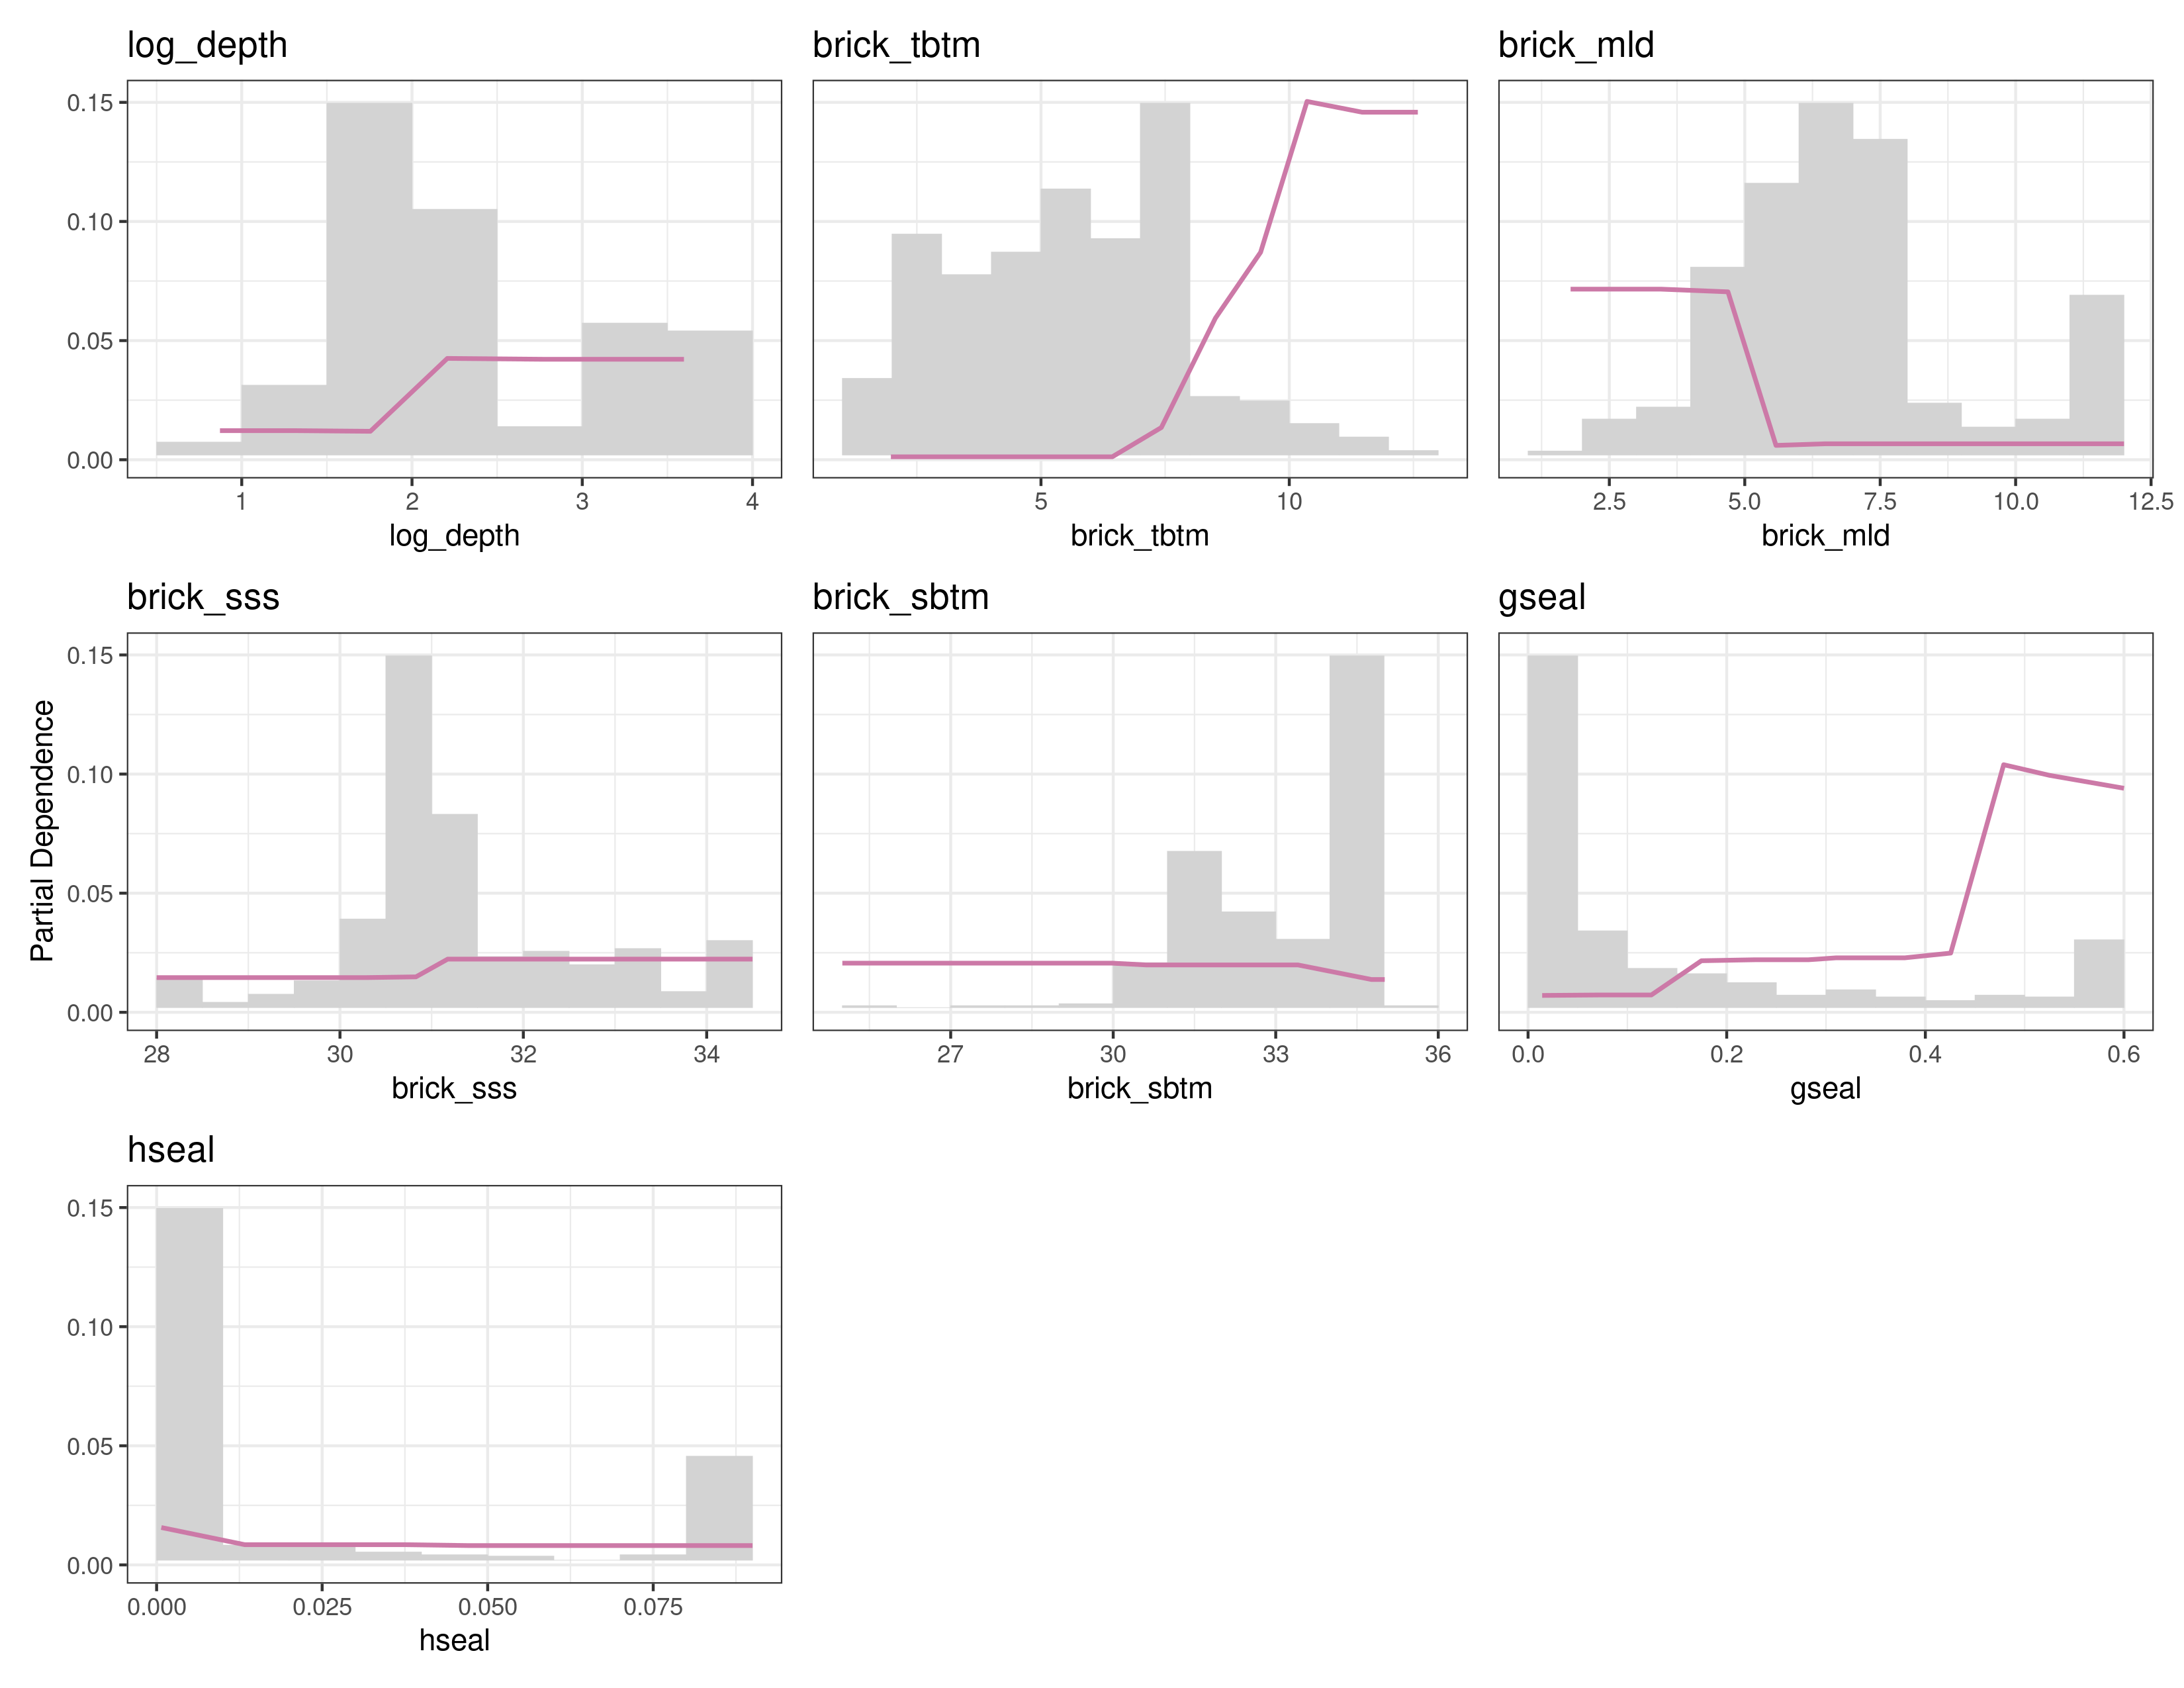 log_depth
brick_tbtm
brick_mld
0.15
0.10
0.05
0.00
1 2 3 4
5 10
2.5 5.0 7.5 10.0 12.5
log_depth
brick_tbtm
brick_mld
brick_sss
brick_sbtm
gseal
Partial Dependence
0.15
0.10
0.05
0.00
28 30 32 34
27 30 33 36
0.0 0.2 0.4 0.6
brick_sss
brick_sbtm
gseal
hseal
0.15
0.10
0.05
0.00
0.000 0.025 0.050 0.075
hseal